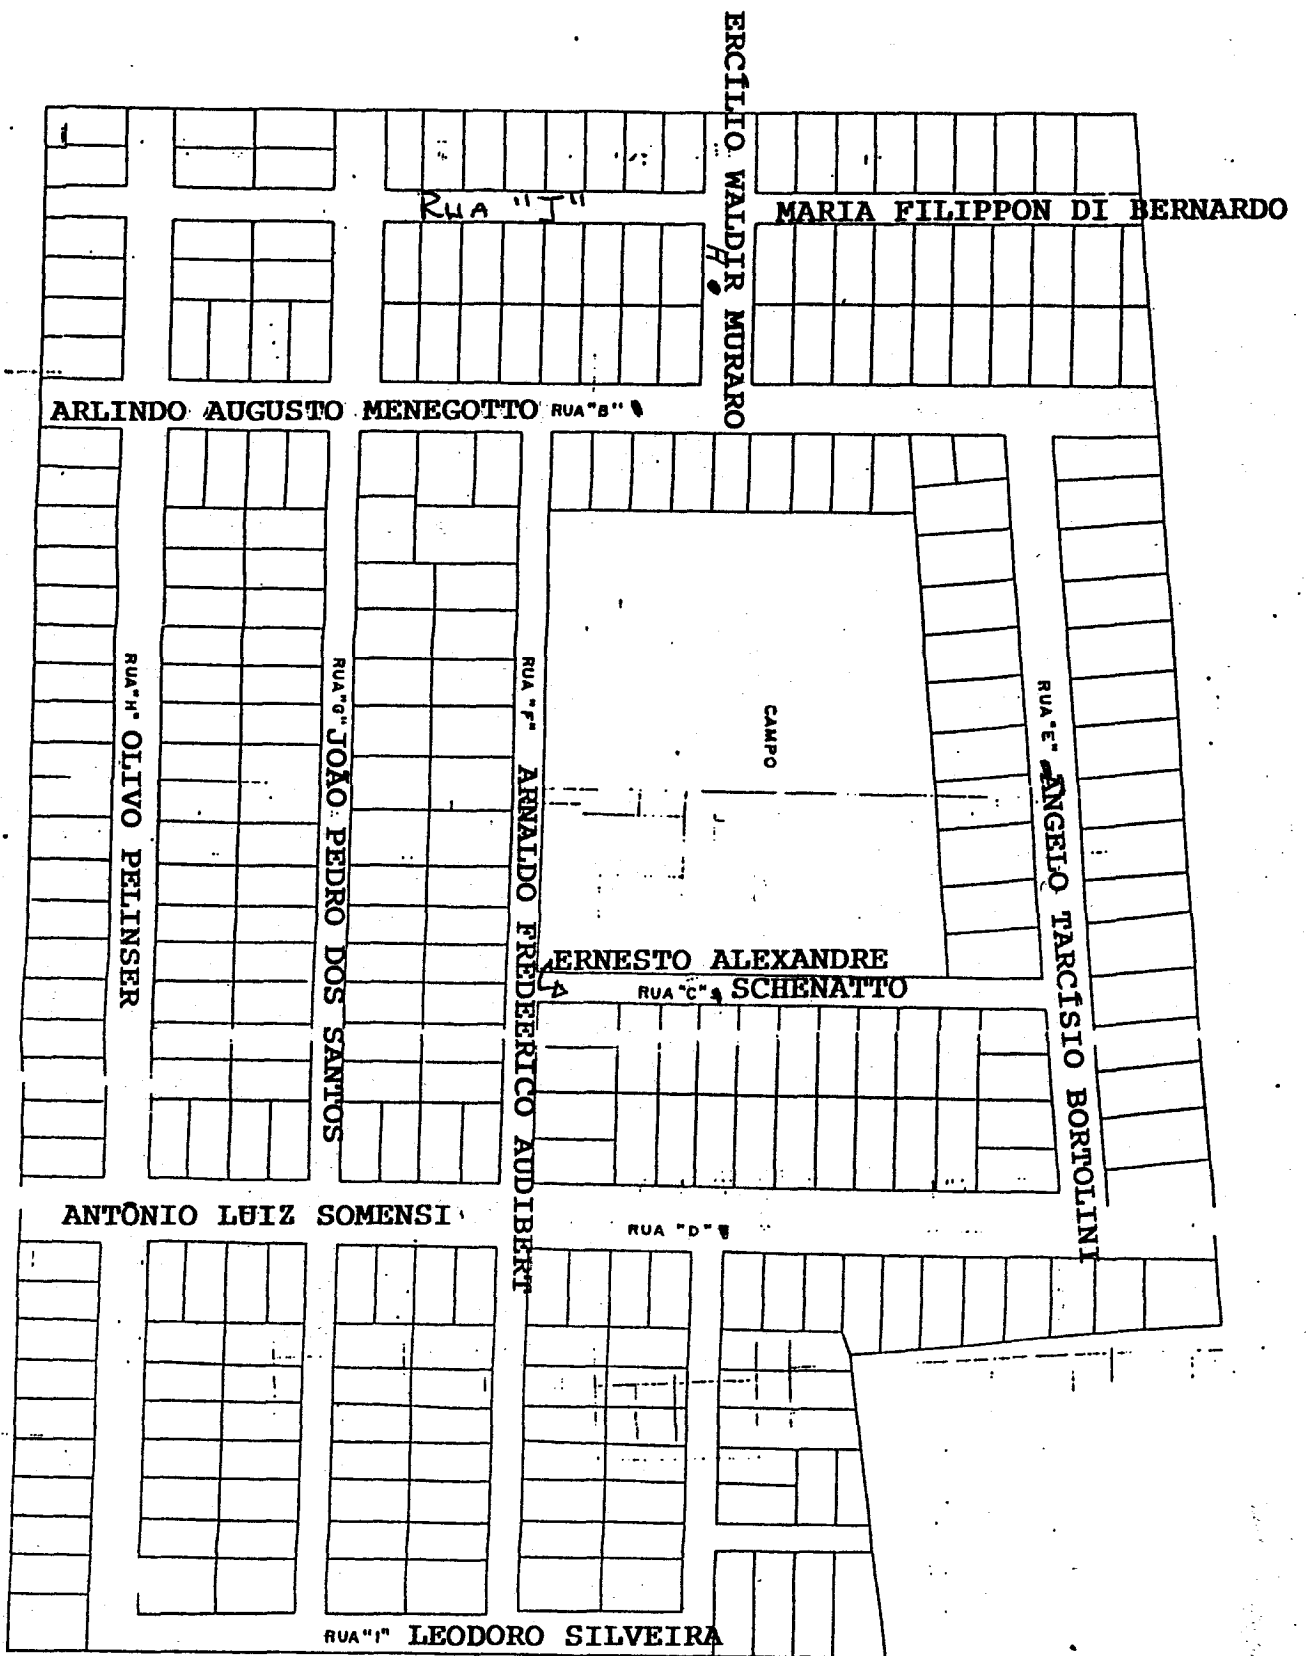 ERCÍLIO WALDIR MURARO
RUA "J"
MARIA FILIPPON DI BERNARDO
H.
ARLINDO AUGUSTO MENEGOTTO RUA "B"
RUA "H" OLIVO PELINSER
RUA "G" JOÃO PEDRO DOS SANTOS
RUA "F" ARNALDO FREDEERICO AUDIBERT
CAMPO
RUA "E" ÂNGELO TARCÍSIO BORTOLINI
ERNESTO ALEXANDRE
RUA "C" SCHENATTO
ANTÔNIO LUIZ SOMENSI
RUA "D"
RUA "I" LEODORO SILVEIRA